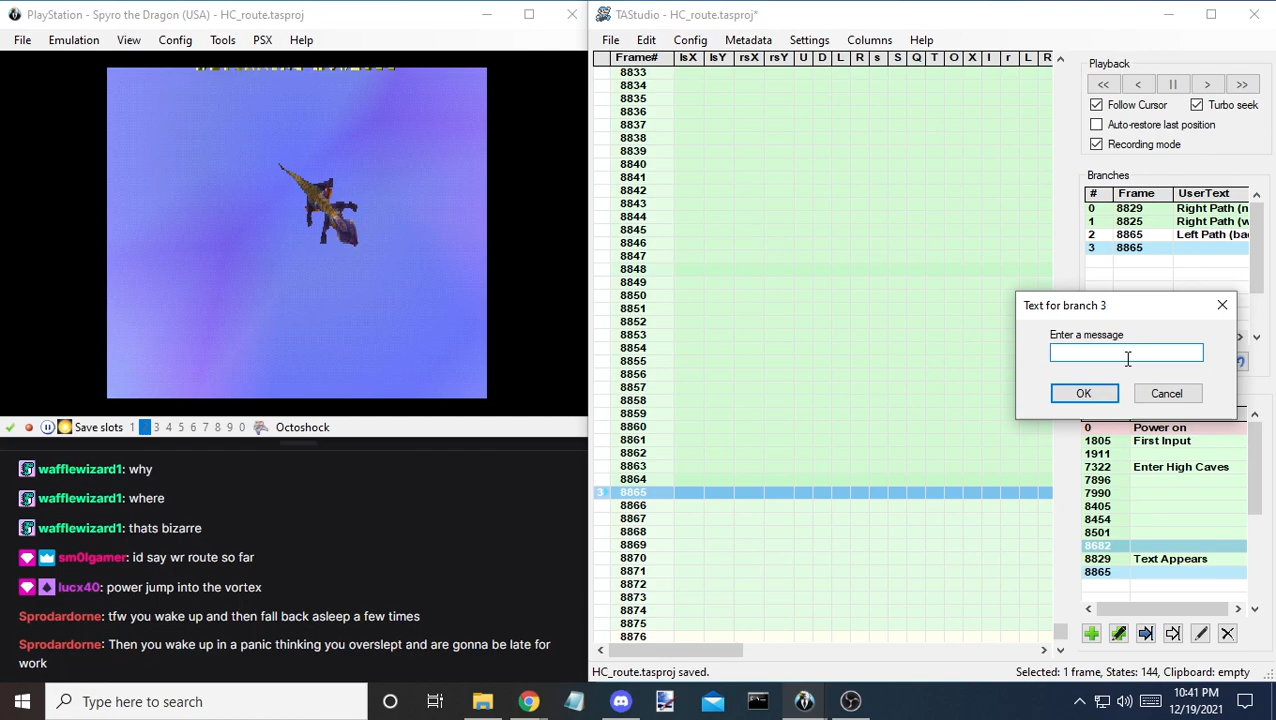 PlayStation - Spyro the Dragon (USA) - HC_route.tasproj
File Emulation View Config Tools PSX Help
Save slots 1 2 3 4 5 6 7 8 9 0 Octoshock
wafflewizard1: why
wafflewizard1: where
wafflewizard1: thats bizarre
sm0lgamer: id say wr route so far
lucx40: power jump into the vortex
Sprodardorne: tfw you wake up and then fall back asleep a few times
Sprodardorne: Then you wake up in a panic thinking you overslept and are gonna be late for
work
TAStudio - HC_route.tasproj*
File Edit Config Metadata Settings Columns Help
Frame# lsX lsY rsX rsY U D L R s S Q T O X l r L R
8833
8834
8835
8836
8837
8838
8839
8840
8841
8842
8843
8844
8845
8846
8847
8848
8849
8850
8851
8852
8853
8854
8855
8856
8857
8858
8859
8860
8861
8862
8863
8864
3 8865
8866
8867
8868
8869
8870
8871
8872
8873
8874
8875
8876
HC_route.tasproj saved.
Selected: 1 frame, States: 144, Clipboard: empty
Playback
<< < || > >>
Follow Cursor Turbo seek
Auto-restore last position
Recording mode
Branches
# Frame UserText
0 8829 Right Path (n
1 8825 Right Path (w
2 8865 Left Path (bac
3 8865
Text for branch 3
Enter a message
OK Cancel
0 Power on
1805 First Input
1911
7322 Enter High Caves
7896
7990
8405
8454
8501
8682
8829 Text Appears
8865
Type here to search
10:41 PM
12/19/2021